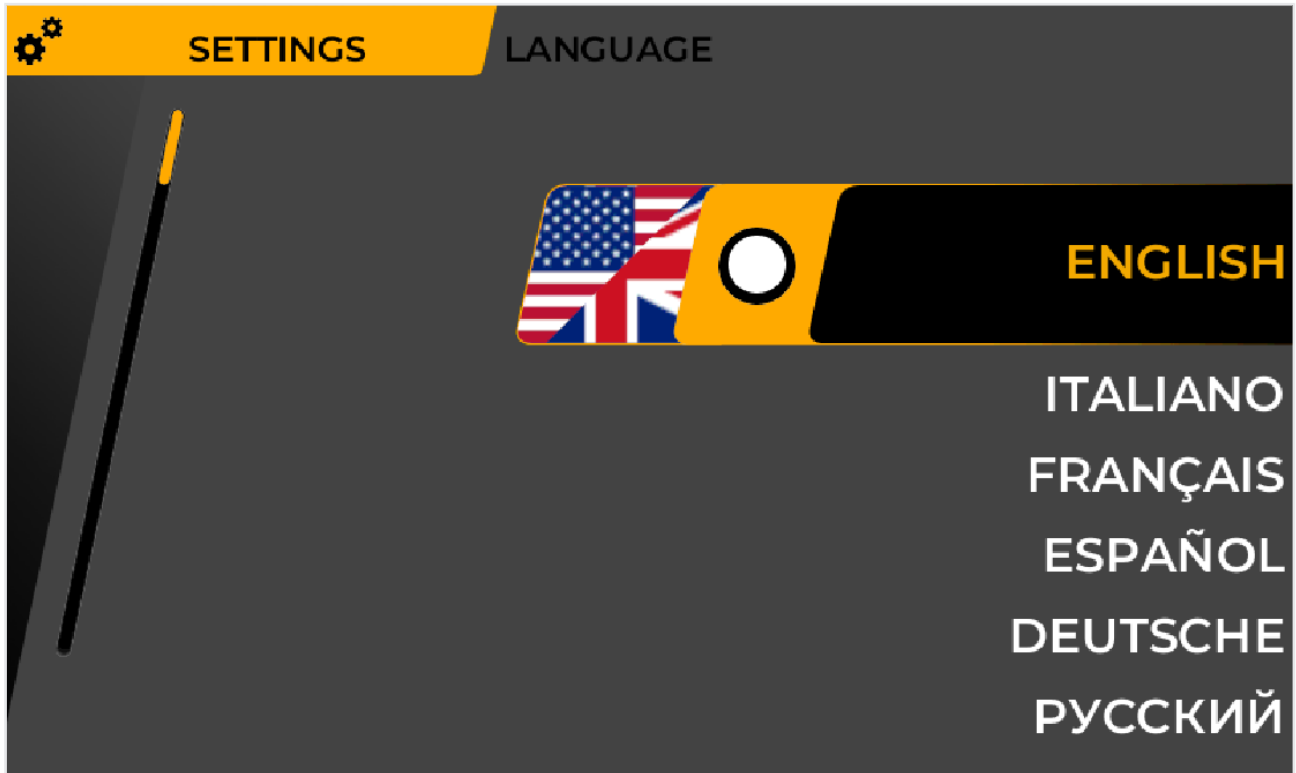 SETTINGS LANGUAGE
ENGLISH
ITALIANO
FRANÇAIS
ESPAÑOL
DEUTSCHE
РУССКИЙ